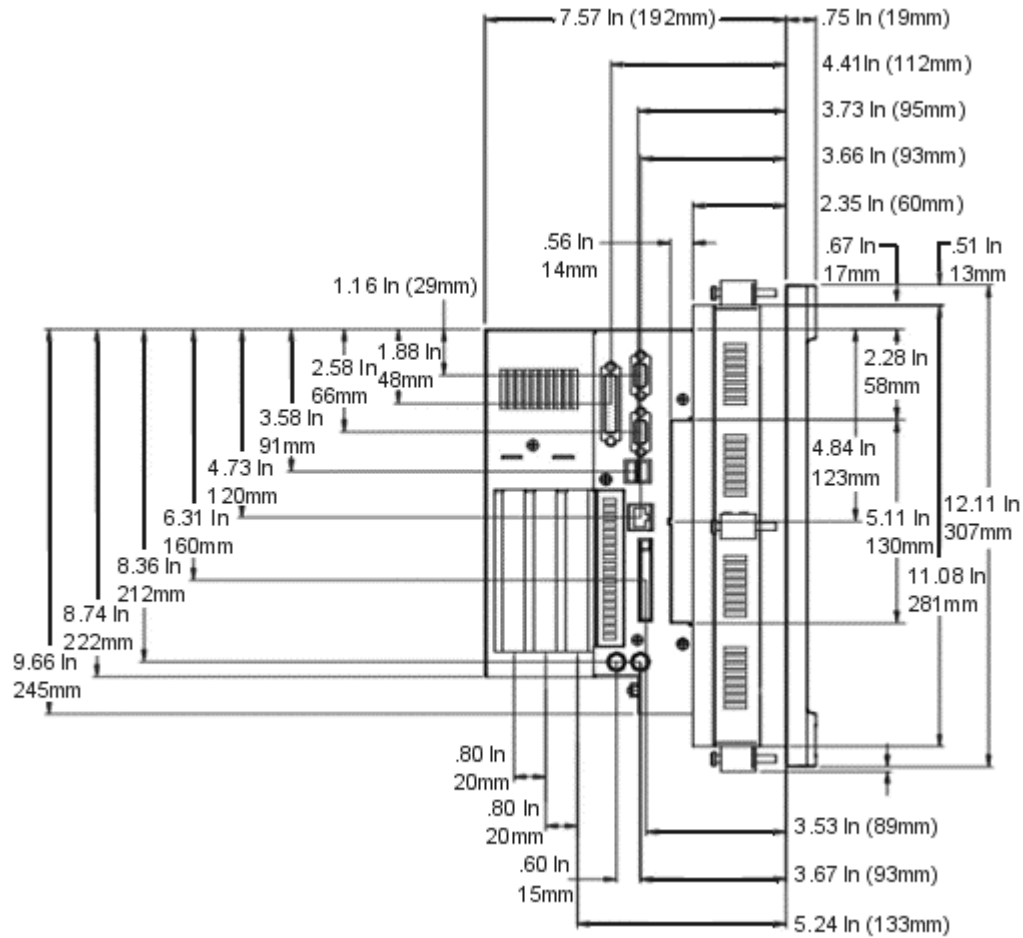 7.57 In (192mm)
.75 In (19mm)
4.41In (112mm)
3.73 In (95mm)
3.66 In (93mm)
2.35 In (60mm)
.56 In
14mm
.67 In
17mm
.51 In
13mm
1.16 In (29mm)
1.88 In
48mm
2.58 In
66mm
2.28 In
58mm
3.58 In
91mm
4.73 In
120mm
4.84 In
123mm
6.31 In
160mm
5.11 In
130mm
12.11 In
307mm
8.36 In
212mm
11.08 In
281mm
8.74 In
222mm
9.66 In
245mm
.80 In
20mm
.80 In
20mm
3.53 In (89mm)
.60 In
15mm
3.67 In (93mm)
5.24 In (133mm)